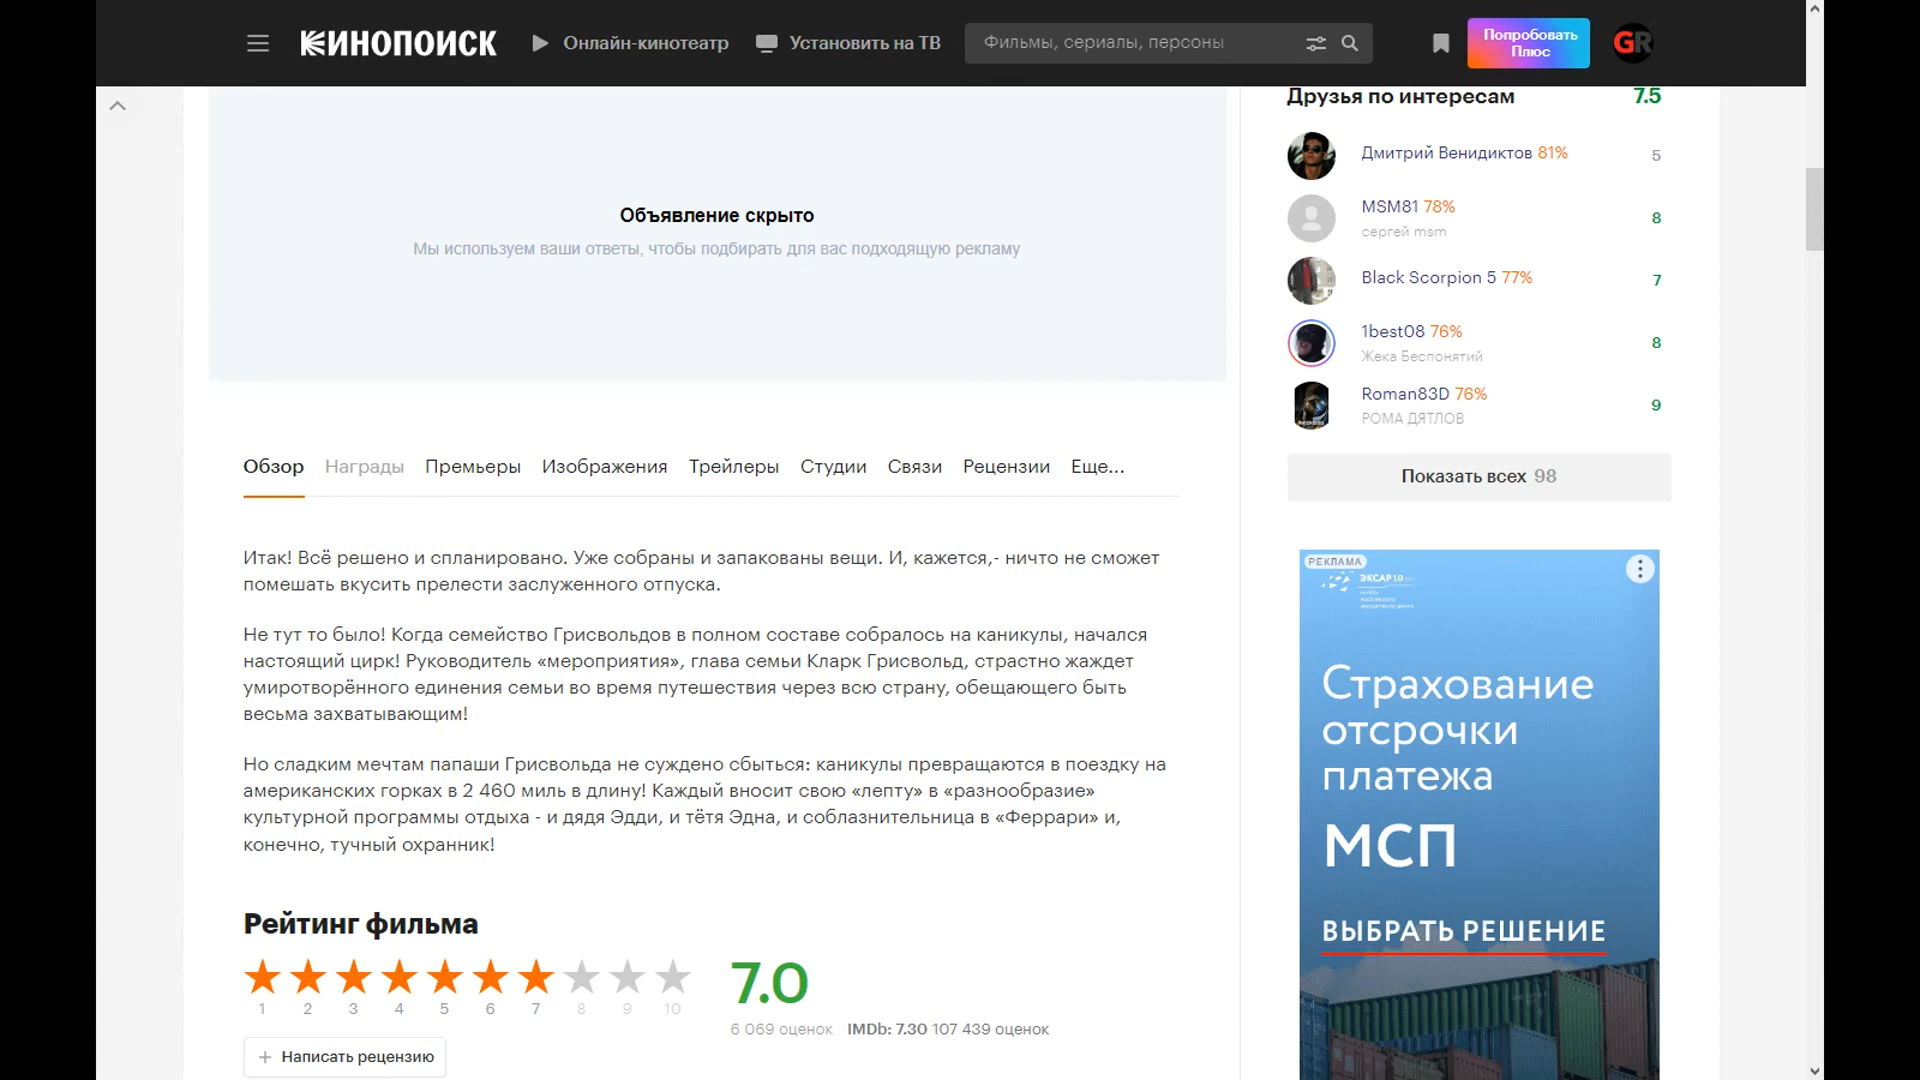 КИНОПОИСК
Онлайн-кинотеатр
Установить на ТВ
Фильмы, сериалы, персоны
Попробовать
Плюс
GR
Объявление скрыто
Мы используем ваши ответы, чтобы подбирать для вас подходящую рекламу
Друзья по интересам 7.5
Дмитрий Венидиктов 81% 5
MSM81 78% 8
сергей msm
Black Scorpion 5 77% 7
1best08 76% 8
Жека Беспонятий
Roman83D 76% 9
РОМА ДЯТЛОВ
Показать всех 98
Обзор Награды Премьеры Изображения Трейлеры Студии Связи Рецензии Еще...
Итак! Всё решено и спланировано. Уже собраны и запакованы вещи. И, кажется,- ничто не сможет
помешать вкусить прелести заслуженного отпуска.
Не тут то было! Когда семейство Грисвольдов в полном составе собралось на каникулы, начался
настоящий цирк! Руководитель «мероприятия», глава семьи Кларк Грисвольд, страстно жаждет
умиротворённого единения семьи во время путешествия через всю страну, обещающего быть
весьма захватывающим!
Но сладким мечтам папаши Грисвольда не суждено сбыться: каникулы превращаются в поездку на
американских горках в 2 460 миль в длину! Каждый вносит свою «лепту» в «разнообразие»
культурной программы отдыха - и дядя Эдди, и тётя Эдна, и соблазнительница в «Феррари» и,
конечно, тучный охранник!
Рейтинг фильма
1 2 3 4 5 6 7 8 9 10
7.0
6 069 оценок IMDb: 7.30 107 439 оценок
+ Написать рецензию
РЕКЛАМА
ЭКСАР 10
Страхование
отсрочки
платежа
МСП
ВЫБРАТЬ РЕШЕНИЕ